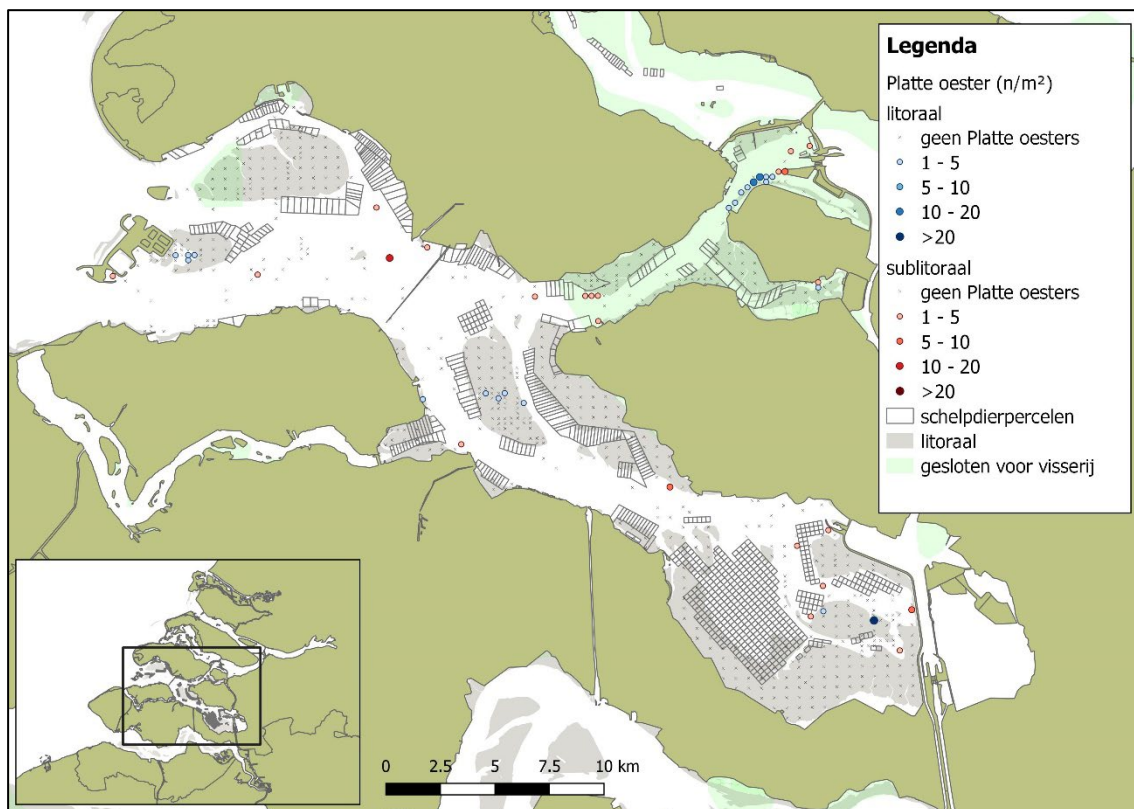 Legenda
Platte oester (n/m²)
litoraal
geen Platte oesters
1 - 5
5 - 10
10 - 20
>20
sublitoraal
geen Platte oesters
1 - 5
5 - 10
10 - 20
>20
schelpdierpercelen
litoraal
gesloten voor visserij
0 2.5 5 7.5 10 km